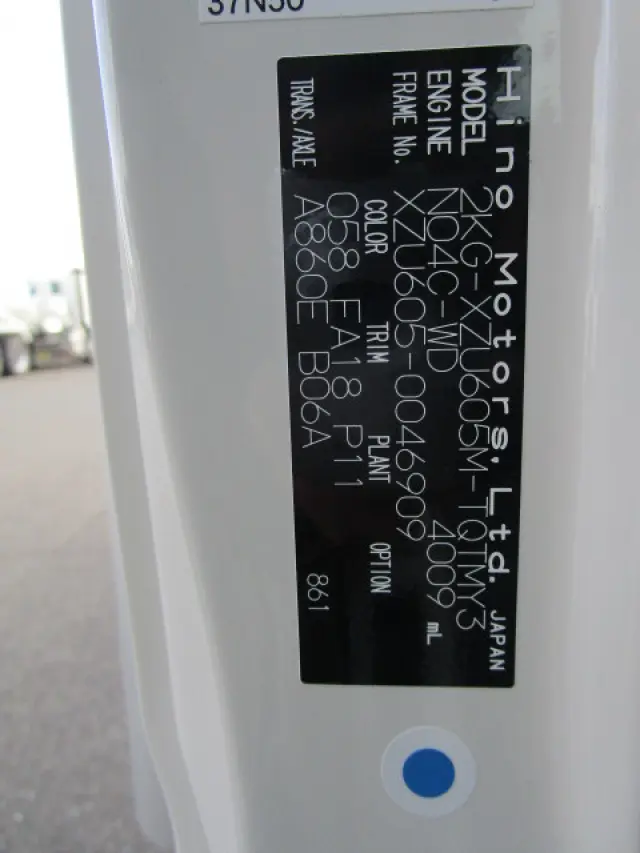 37N50
Hino Motors, Ltd. JAPAN
MODEL 2KG-XZU605M-TQTMY3
ENGINE N04C-WD 4009 mL
FRAME No. XZU605-0046909
COLOR TRIM PLANT OPTION
058 FA18 P11
TRANS./AXLE A860E B06A 861